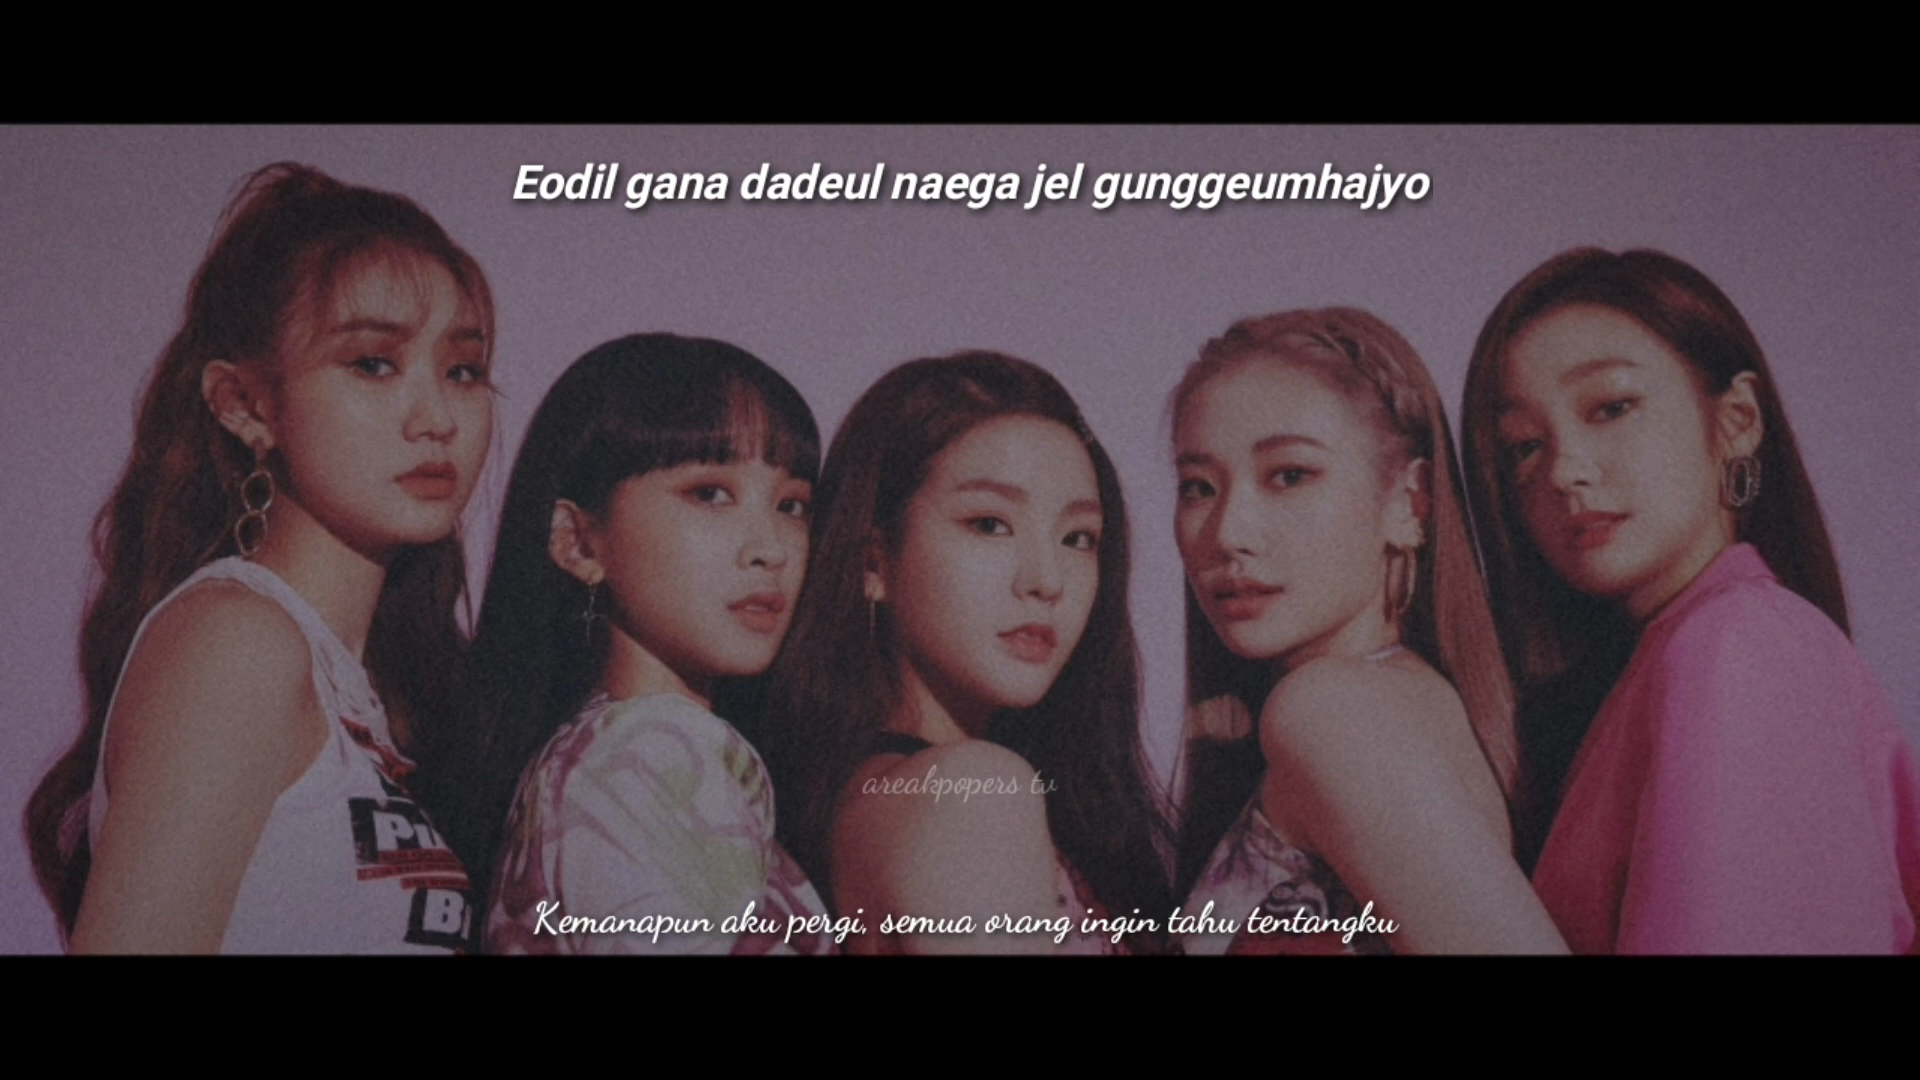 Eodil gana dadeul naega jel gunggeumhajyo
areakpopers tv
Kemanapun aku pergi, semua orang ingin tahu tentangku